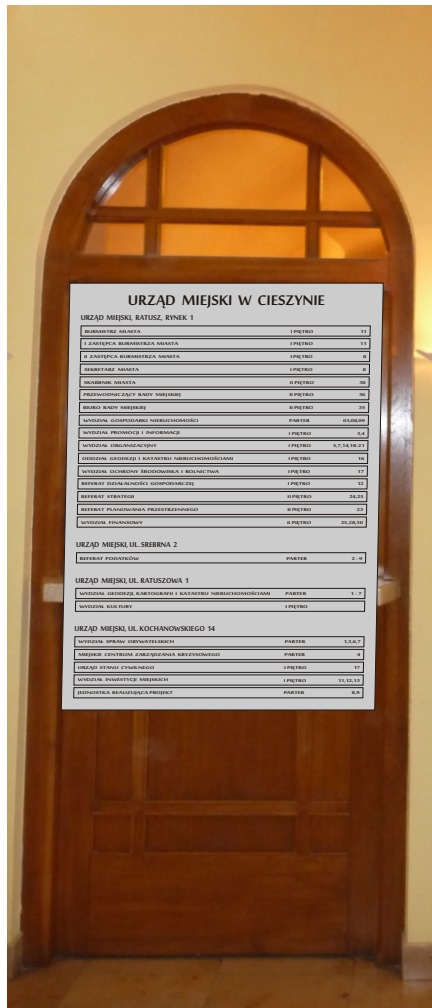 URZĄD MIEJSKI W CIESZYNIE
URZĄD MIEJSKI, RATUSZ, RYNEK 1
BURMISTRZ MIASTA I PIĘTRO 11
I ZASTĘPCA BURMISTRZA MIASTA I PIĘTRO 11
II ZASTĘPCA BURMISTRZA MIASTA I PIĘTRO 8
SEKRETARZ MIASTA I PIĘTRO 8
SKARBNIK MIASTA II PIĘTRO 30
PRZEWODNICZĄCY RADY MIEJSKIEJ II PIĘTRO 36
BIURO RADY MIEJSKIEJ II PIĘTRO 35
WYDZIAŁ GOSPODARKI NIERUCHOMOŚCI PARTER 03,08,09
WYDZIAŁ PROMOCJI I INFORMACJI I PIĘTRO 3,4
WYDZIAŁ ORGANIZACYJNY I PIĘTRO 5,7,14,18-21
ODDZIAŁ GEODEZJI I KATASTRU NIERUCHOMOŚCIAMI I PIĘTRO 16
WYDZIAŁ OCHRONY ŚRODOWISKA I ROLNICTWA I PIĘTRO 17
REFERAT DZIAŁALNOŚCI GOSPODARCZEJ I PIĘTRO 12
REFERAT STRATEGII II PIĘTRO 24,25
REFERAT PLANOWANIA PRZESTRZENNEGO II PIĘTRO 23
WYDZIAŁ FINANSOWY II PIĘTRO 25,28,30
URZĄD MIEJSKI, UL. SREBRNA 2
REFERAT PODATKÓW PARTER 2 - 9
URZĄD MIEJSKI, UL. RATUSZOWA 1
WYDZIAŁ GEODEZJI, KARTOGRAFII I KATASTRU NIERUCHOMOŚCIAMI PARTER 1 - 7
WYDZIAŁ KULTURY I PIĘTRO
URZĄD MIEJSKI, UL. KOCHANOWSKIEGO 14
WYDZIAŁ SPRAW OBYWATELSKICH PARTER 1,3,6,7
MIEJSKIE CENTRUM ZARZĄDZANIA KRYZYSOWEGO PARTER 4
URZĄD STANU CYWILNEGO I PIĘTRO 17
WYDZIAŁ INWESTYCJI MIEJSKICH I PIĘTRO 11,12,13
JEDNOSTKA REALIZUJĄCA PROJEKT PARTER 8,9